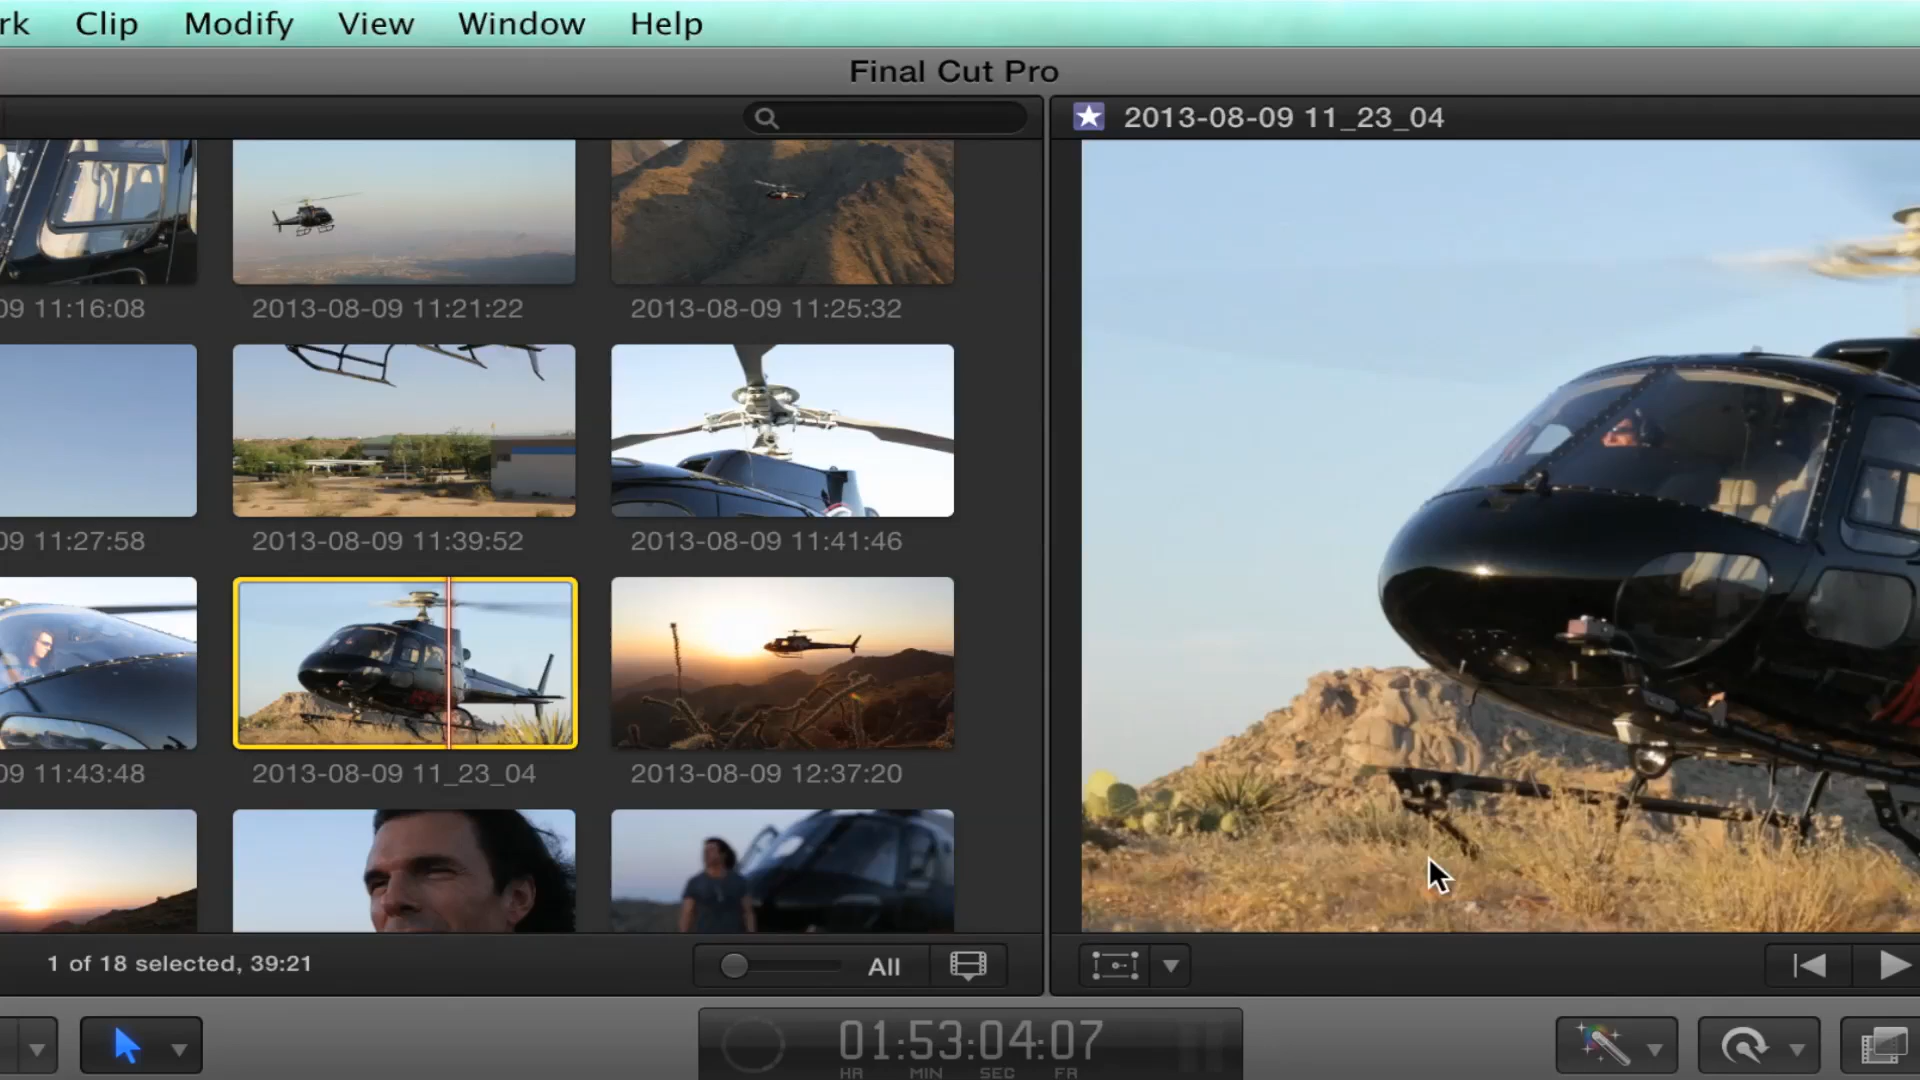 rk Clip Modify View Window Help
Final Cut Pro
2013-08-09 11_23_04
09 11:16:08 2013-08-09 11:21:22 2013-08-09 11:25:32
09 11:27:58 2013-08-09 11:39:52 2013-08-09 11:41:46
09 11:43:48 2013-08-09 11_23_04 2013-08-09 12:37:20
1 of 18 selected, 39:21 All
01:53:04:07
HR MIN SEC FR